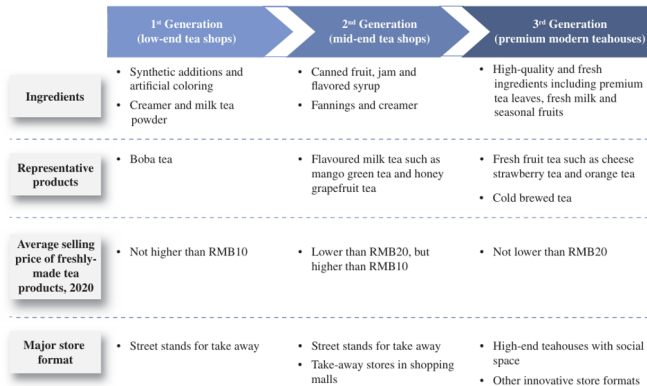 1st Generation
(low-end tea shops)
2nd Generation
(mid-end tea shops)
3rd Generation
(premium modern teahouses)
Ingredients
• Synthetic additions and
artificial coloring
• Creamer and milk tea
powder
• Canned fruit, jam and
flavored syrup
• Fannings and creamer
• High-quality and fresh
ingredients including premium
tea leaves, fresh milk and
seasonal fruits
Representative
products
• Boba tea
• Flavoured milk tea such as
mango green tea and honey
grapefruit tea
• Fresh fruit tea such as cheese
strawberry tea and orange tea
• Cold brewed tea
Average selling
price of freshly-
made tea
products, 2020
• Not higher than RMB10
• Lower than RMB20, but
higher than RMB10
• Not lower than RMB20
Major store
format
• Street stands for take away
• Street stands for take away
• Take-away stores in shopping
malls
• High-end teahouses with social
space
• Other innovative store formats